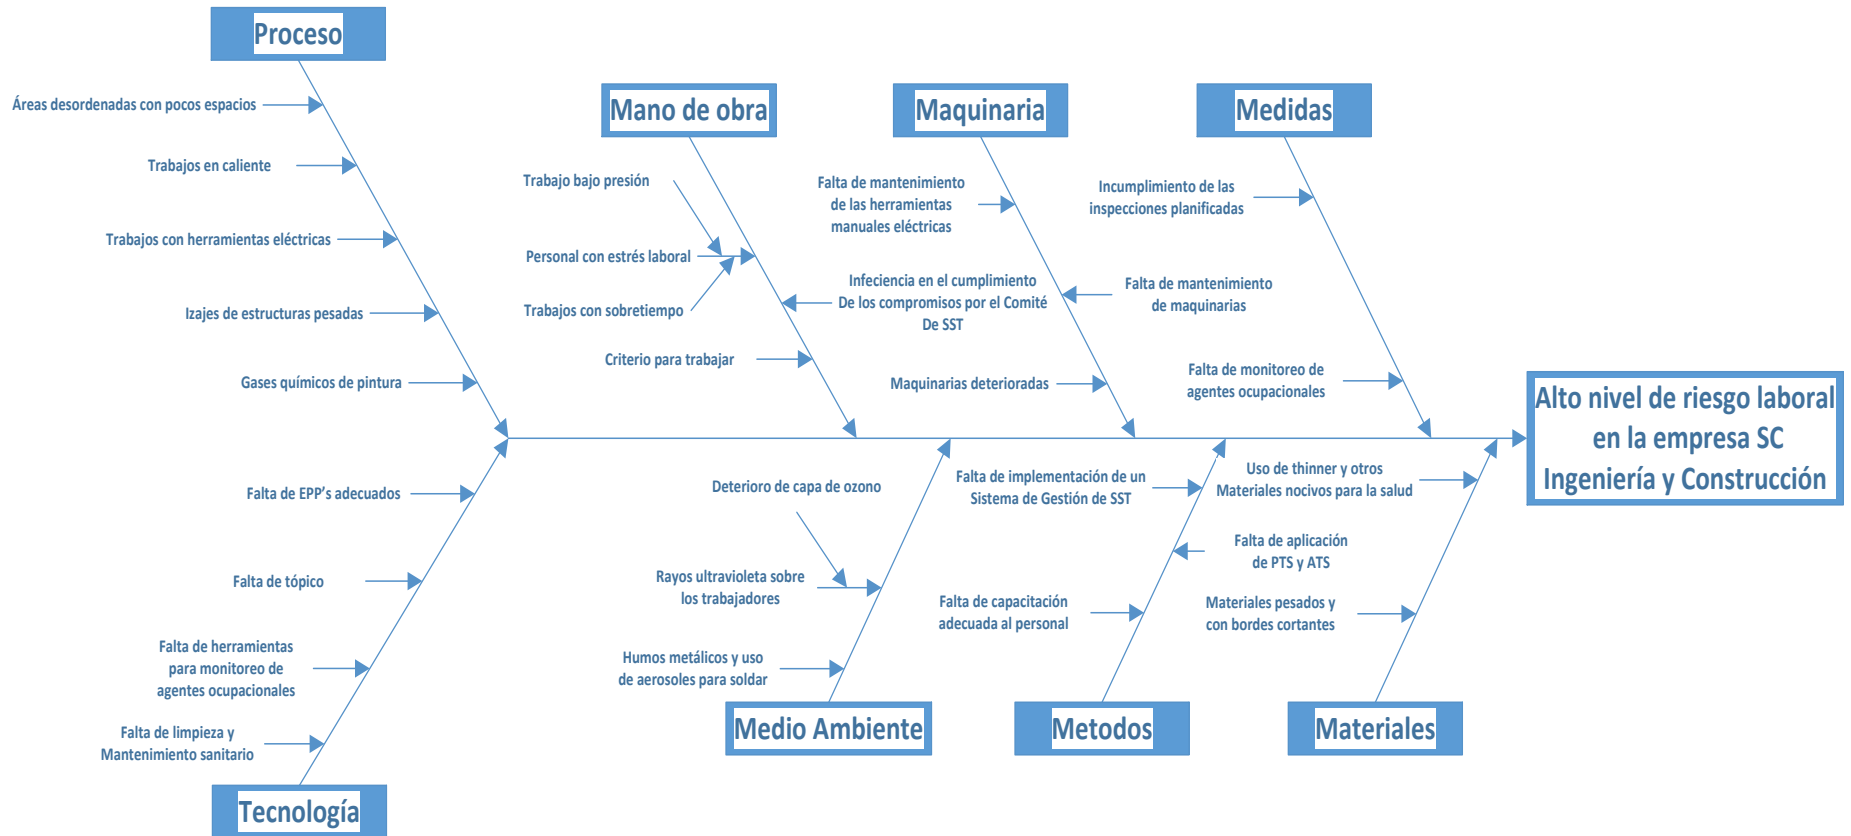 Proceso
Áreas desordenadas con pocos espacios
Trabajos en caliente
Trabajos con herramientas eléctricas
Izajes de estructuras pesadas
Gases químicos de pintura
Mano de obra
Trabajo bajo presión
Personal con estrés laboral
Trabajos con sobretiempo
Infeciencia en el cumplimiento
De los compromisos por el Comité
De SST
Criterio para trabajar
Maquinaria
Falta de mantenimiento
de las herramientas
manuales eléctricas
Falta de mantenimiento
de maquinarias
Maquinarias deterioradas
Medidas
Incumplimiento de las
inspecciones planificadas
Falta de monitoreo de
agentes ocupacionales
Alto nivel de riesgo laboral
en la empresa SC
Ingeniería y Construcción
Falta de EPP's adecuados
Falta de tópico
Falta de herramientas
para monitoreo de
agentes ocupacionales
Falta de limpieza y
Mantenimiento sanitario
Tecnología
Deterioro de capa de ozono
Rayos ultravioleta sobre
los trabajadores
Humos metálicos y uso
de aerosoles para soldar
Medio Ambiente
Falta de implementación de un
Sistema de Gestión de SST
Falta de aplicación
de PTS y ATS
Falta de capacitación
adecuada al personal
Metodos
Uso de thinner y otros
Materiales nocivos para la salud
Materiales pesados y
con bordes cortantes
Materiales